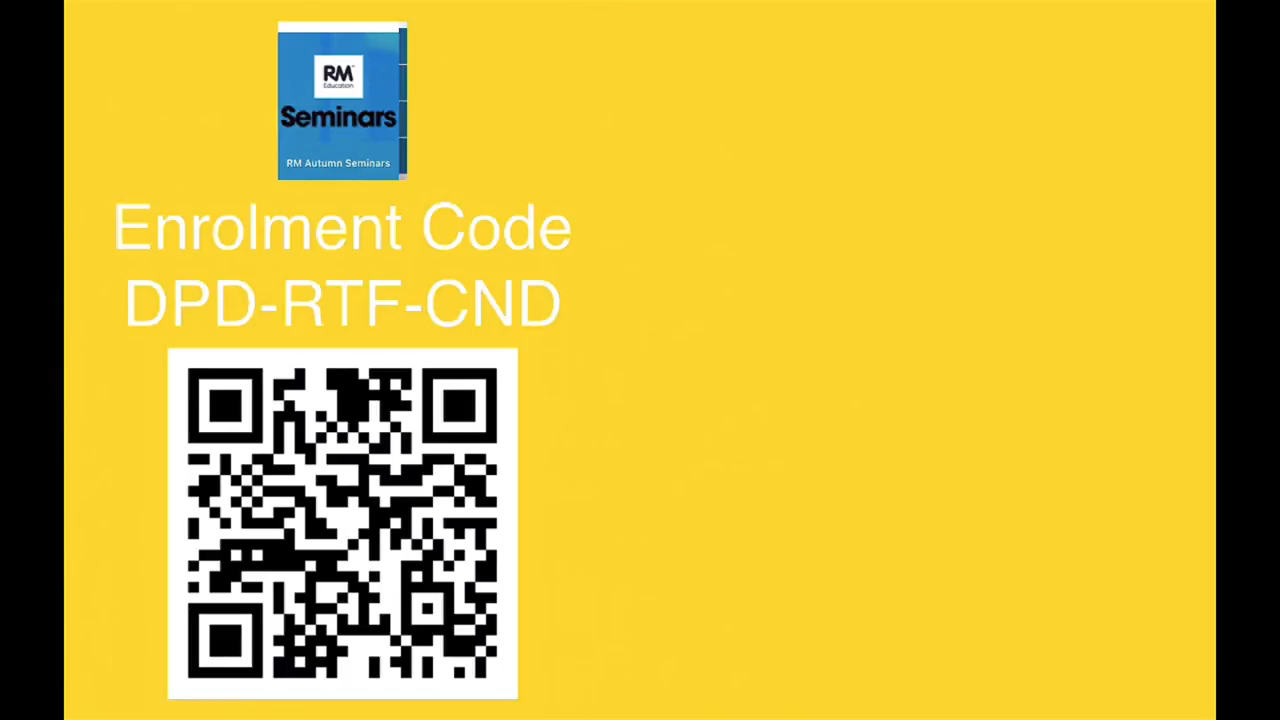 RM
Education
Seminars
RM Autumn Seminars
Enrolment Code
DPD-RTF-CND